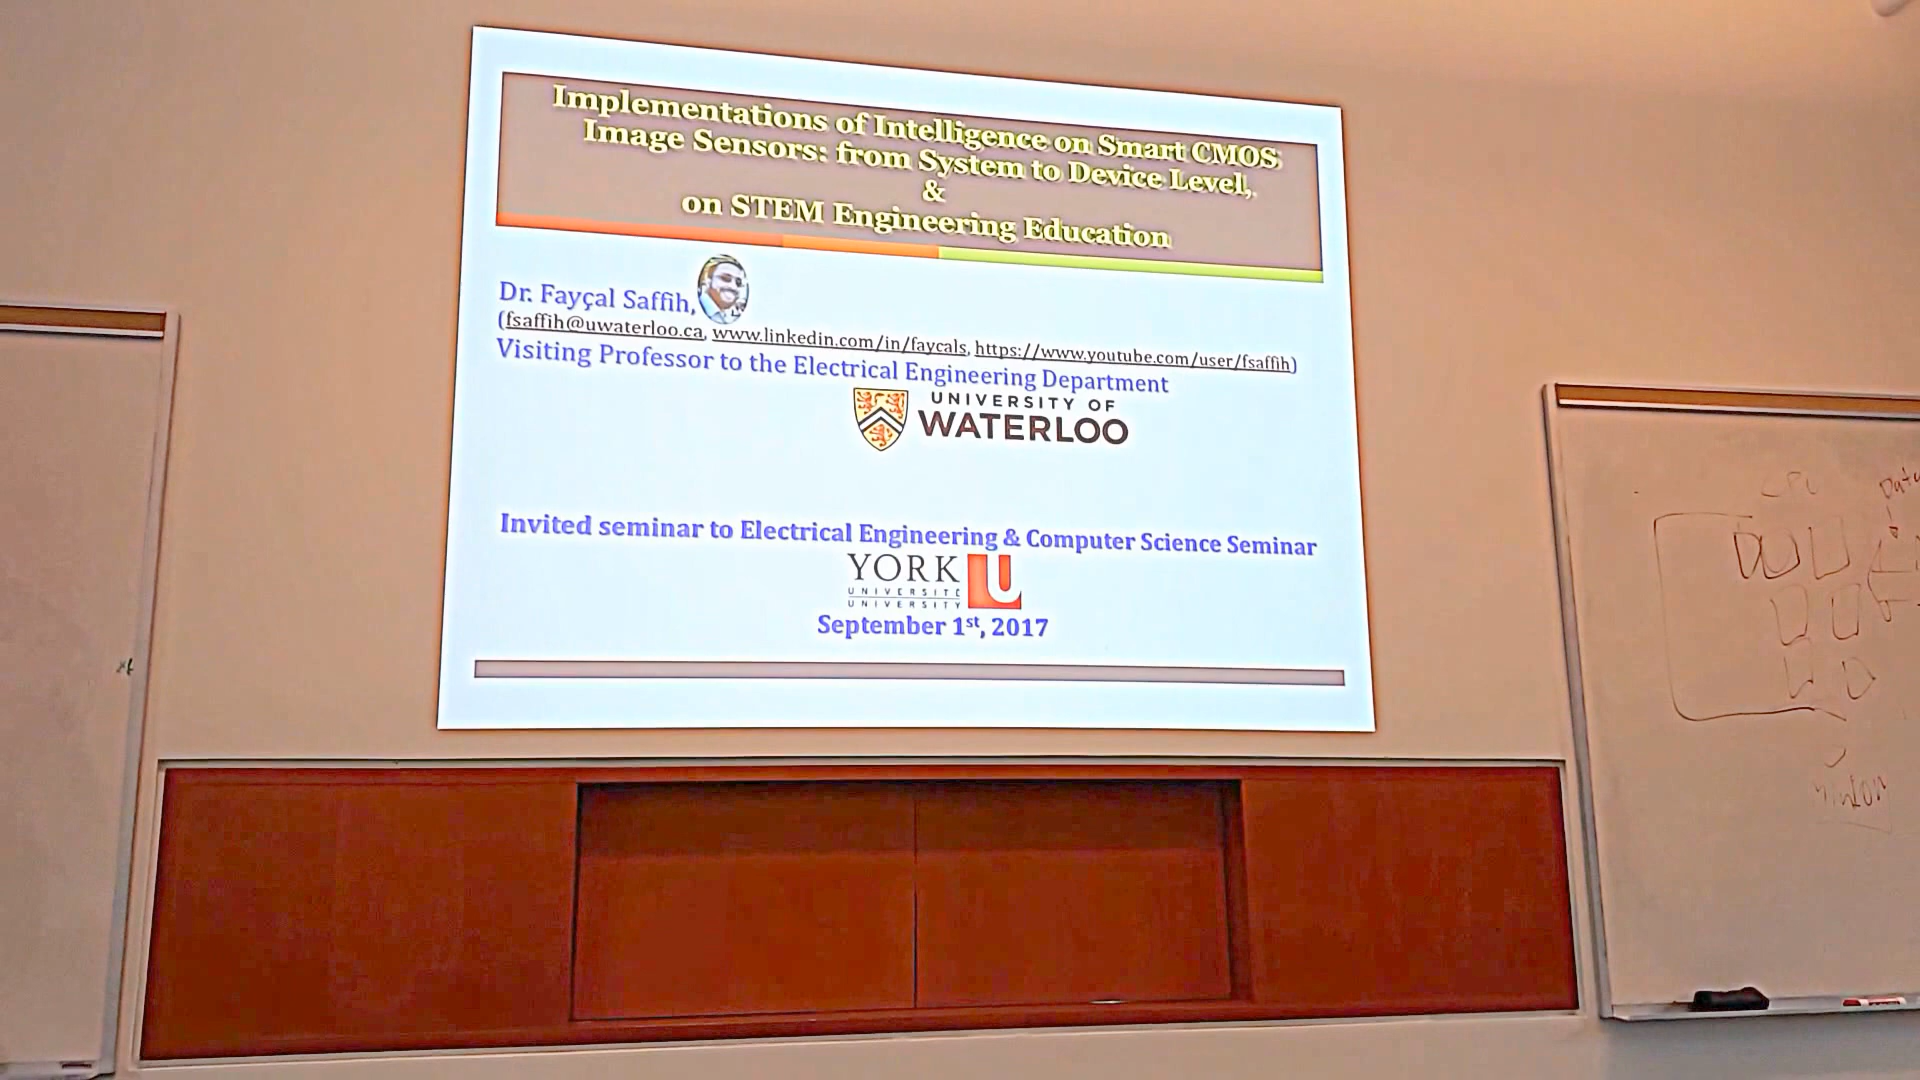 Implementations of Intelligence on Smart CMOS
Image Sensors: from System to Device Level,
&
on STEM Engineering Education
Dr. Fayçal Saffih,
(fsaffih@uwaterloo.ca, www.linkedin.com/in/faycals, https://www.youtube.com/user/fsaffih)
Visiting Professor to the Electrical Engineering Department
UNIVERSITY OF
WATERLOO
Invited seminar to Electrical Engineering & Computer Science Seminar
YORK U
UNIVERSITÉ
UNIVERSITY
September 1st, 2017